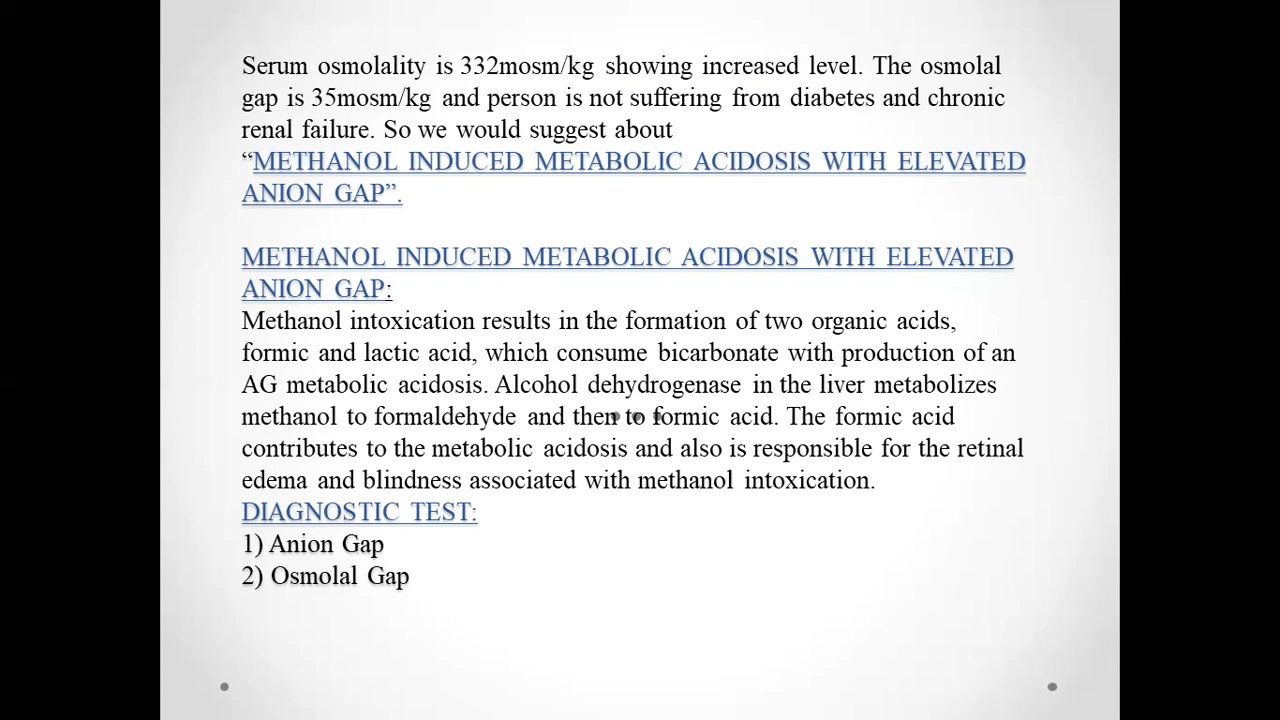 Serum osmolality is 332mosm/kg showing increased level. The osmolal
gap is 35mosm/kg and person is not suffering from diabetes and chronic
renal failure. So we would suggest about
“METHANOL INDUCED METABOLIC ACIDOSIS WITH ELEVATED
ANION GAP”.
METHANOL INDUCED METABOLIC ACIDOSIS WITH ELEVATED
ANION GAP:
Methanol intoxication results in the formation of two organic acids,
formic and lactic acid, which consume bicarbonate with production of an
AG metabolic acidosis. Alcohol dehydrogenase in the liver metabolizes
methanol to formaldehyde and then to formic acid. The formic acid
contributes to the metabolic acidosis and also is responsible for the retinal
edema and blindness associated with methanol intoxication.
DIAGNOSTIC TEST:
1) Anion Gap
2) Osmolal Gap